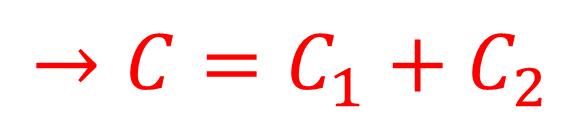 → C = C₁ + C₂